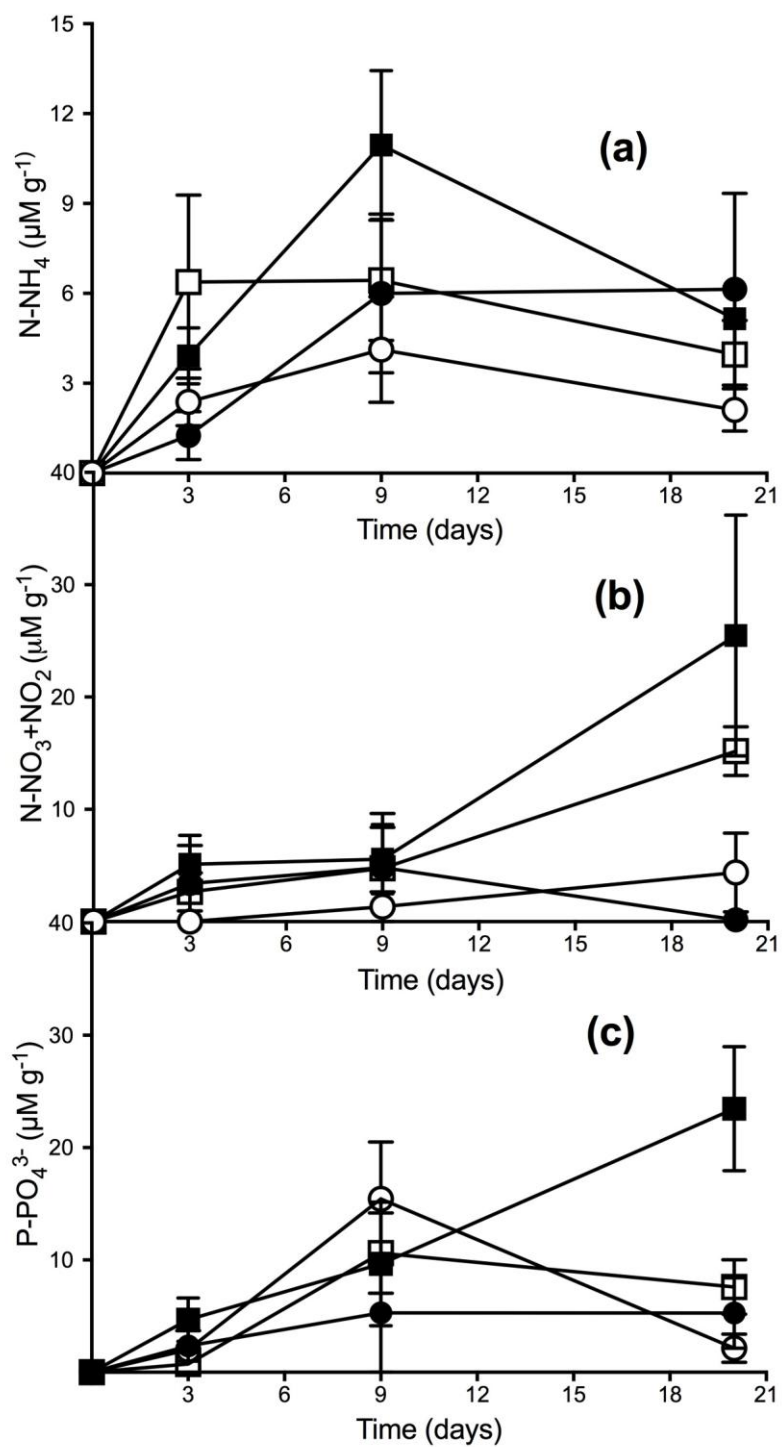 15
12
(a)
N-NH₄ (µM g⁻¹)
9
6
3
40
3 6 9 12 15 18 21
Time (days)
30
(b)
N-NO₃+NO₂ (µM g⁻¹)
20
10
40
3 6 9 12 15 18 21
Time (days)
30
(c)
P-PO₄³⁻ (µM g⁻¹)
20
10
3 6 9 12 15 18 21
Time (days)